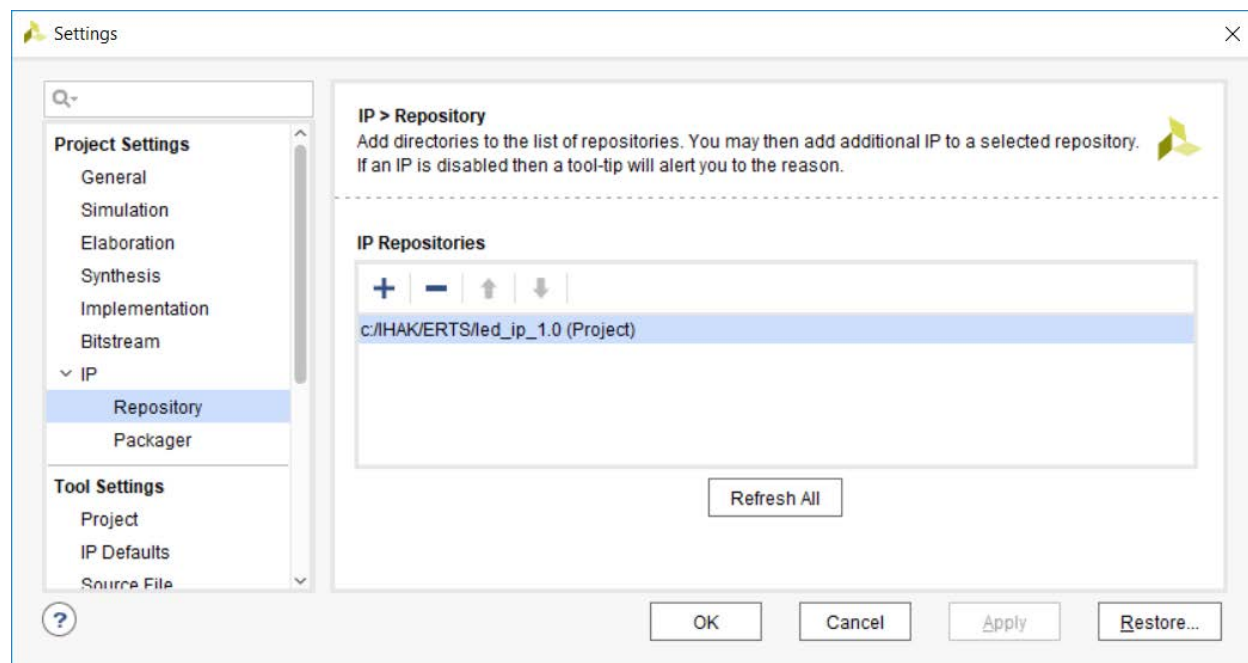 Settings
Project Settings
General
Simulation
Elaboration
Synthesis
Implementation
Bitstream
IP
Repository
Packager
Tool Settings
Project
IP Defaults
Source File
IP > Repository
Add directories to the list of repositories. You may then add additional IP to a selected repository.
If an IP is disabled then a tool-tip will alert you to the reason.
IP Repositories
c:/IHAK/ERTS/led_ip_1.0 (Project)
Refresh All
?
OK
Cancel
Apply
Restore...